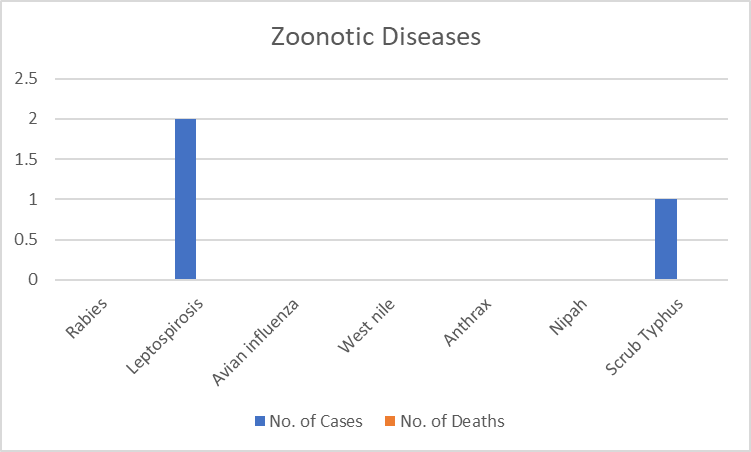 Zoonotic Diseases
2.5
2
1.5
1
0.5
0
Rabies
Leptospirosis
Avian influenza
West nile
Anthrax
Nipah
Scrub Typhus
No. of Cases
No. of Deaths